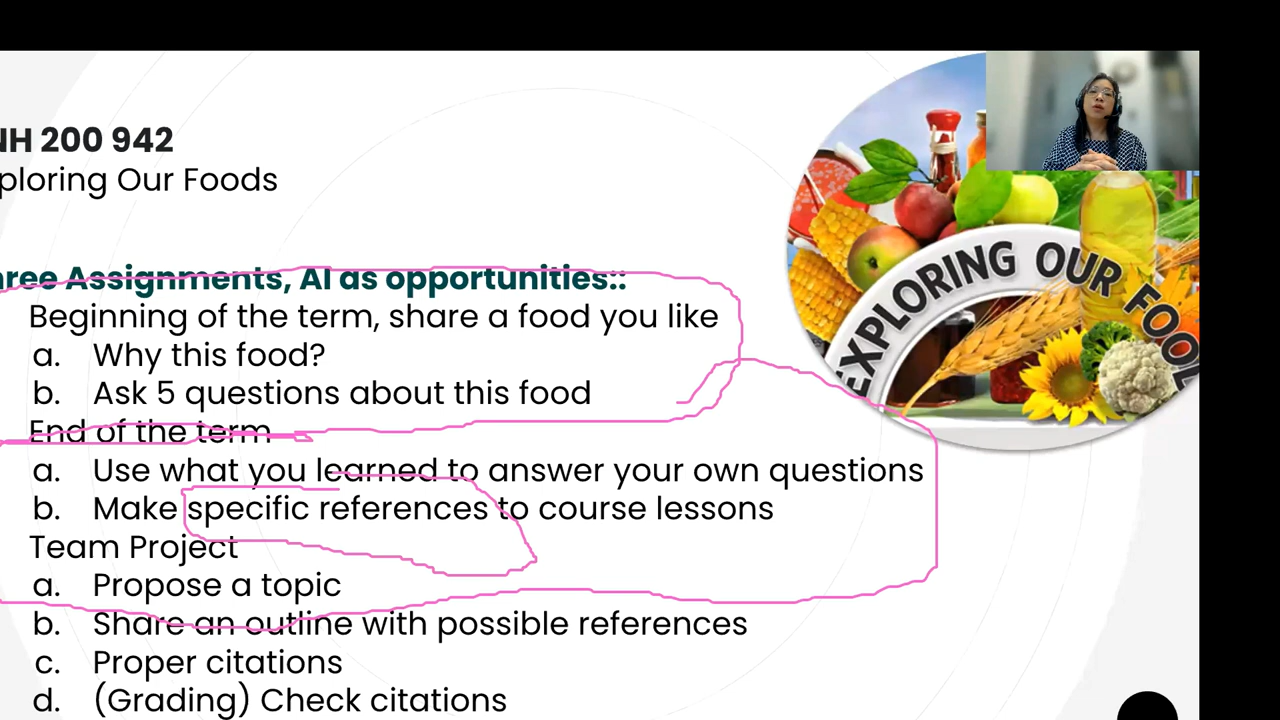 NH 200 942
ploring Our Foods
hree Assignments, AI as opportunities::
Beginning of the term, share a food you like
a. Why this food?
b. Ask 5 questions about this food
End of the term
a. Use what you learned to answer your own questions
b. Make specific references to course lessons
Team Project
a. Propose a topic
b. Share an outline with possible references
c. Proper citations
d. (Grading) Check citations
EXPLORING OUR FOOD